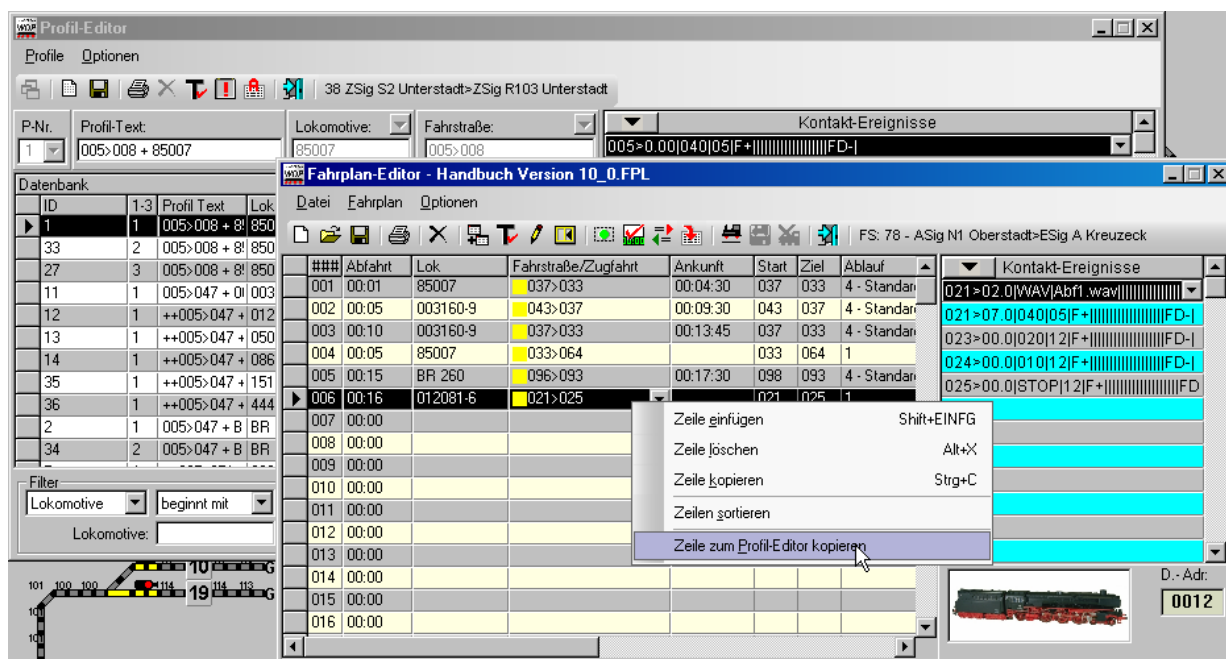 Profil-Editor
Profile Optionen
38 ZSig S2 Unterstadt>ZSig R103 Unterstadt
P-Nr. Profil-Text: Lokomotive: Fahrstraße: Kontakt-Ereignisse
1 005>008 + 85007 85007 005>008 005>0.00|040|05|F+||||||||||||||||||FD-|
Datenbank
ID 1-3 Profil Text Lok
1 1 005>008 + 8 850
33 2 005>008 + 8 850
27 3 005>008 + 8 850
11 1 005>047 + 0 003
12 1 ++005>047 + 012
13 1 ++005>047 + 050
14 1 ++005>047 + 086
35 1 ++005>047 + 151
36 1 ++005>047 + 444
2 1 005>047 + B BR
34 2 005>047 + B BR
Filter
Lokomotive beginnt mit
Lokomotive:
Fahrplan-Editor - Handbuch Version 10_0.FPL
Datei Fahrplan Optionen
FS: 78 - ASig N1 Oberstadt>ESig A Kreuzeck
### Abfahrt Lok Fahrstraße/Zugfahrt Ankunft Start Ziel Ablauf
001 00:01 85007 037>033 00:04:30 037 033 4 - Standar
002 00:05 003160-9 043>037 00:09:30 043 037 4 - Standar
003 00:10 003160-9 037>033 00:13:45 037 033 4 - Standar
004 00:05 85007 033>064 033 064 1
005 00:15 BR 260 096>093 00:17:30 098 093 4 - Standar
006 00:16 012081-6 021>025 021 025 1
007 00:00
008 00:00
009 00:00
010 00:00
011 00:00
012 00:00
013 00:00
014 00:00
015 00:00
016 00:00
Kontakt-Ereignisse
021>02.0|WAV|Abf1.wav||||||||||||||
021>07.0|040|05|F+||||||||||||||||||FD-|
023>00.0|020|12|F+||||||||||||||||||FD-|
024>00.0|010|12|F+||||||||||||||||||FD-|
025>00.0|STOP|12|F+||||||||||||||||||FD
Zeile einfügen Shift+EINFG
Zeile löschen Alt+X
Zeile kopieren Strg+C
Zeilen sortieren
Zeile zum Profil-Editor kopieren
D.- Adr:
0012
10 G
101 100 100 114 19 114 113 G